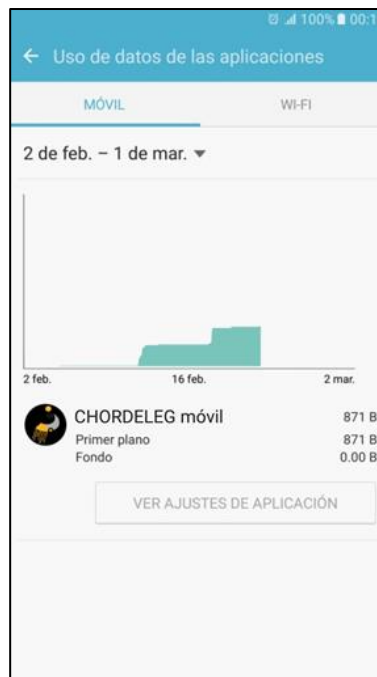 100% 00:1
Uso de datos de las aplicaciones
MÓVIL WI-FI
2 de feb. – 1 de mar.
2 feb. 16 feb. 2 mar.
CHORDELEG móvil 871 B
Primer plano 871 B
Fondo 0.00 B
VER AJUSTES DE APLICACIÓN